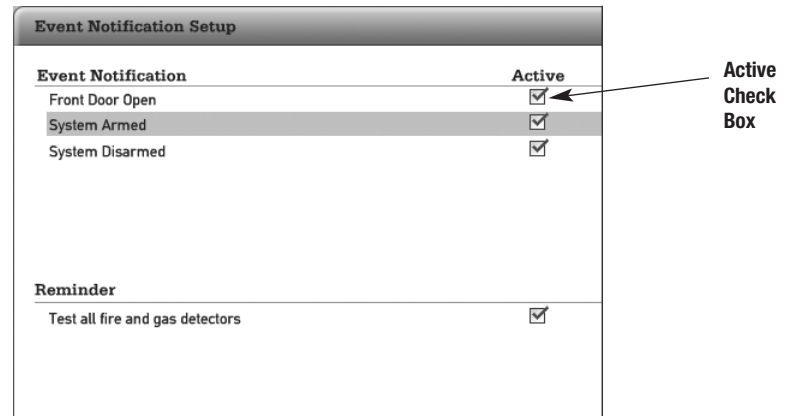 Event Notification Setup
Event Notification Active
Front Door Open
System Armed
System Disarmed
Reminder
Test all fire and gas detectors
Active
Check
Box